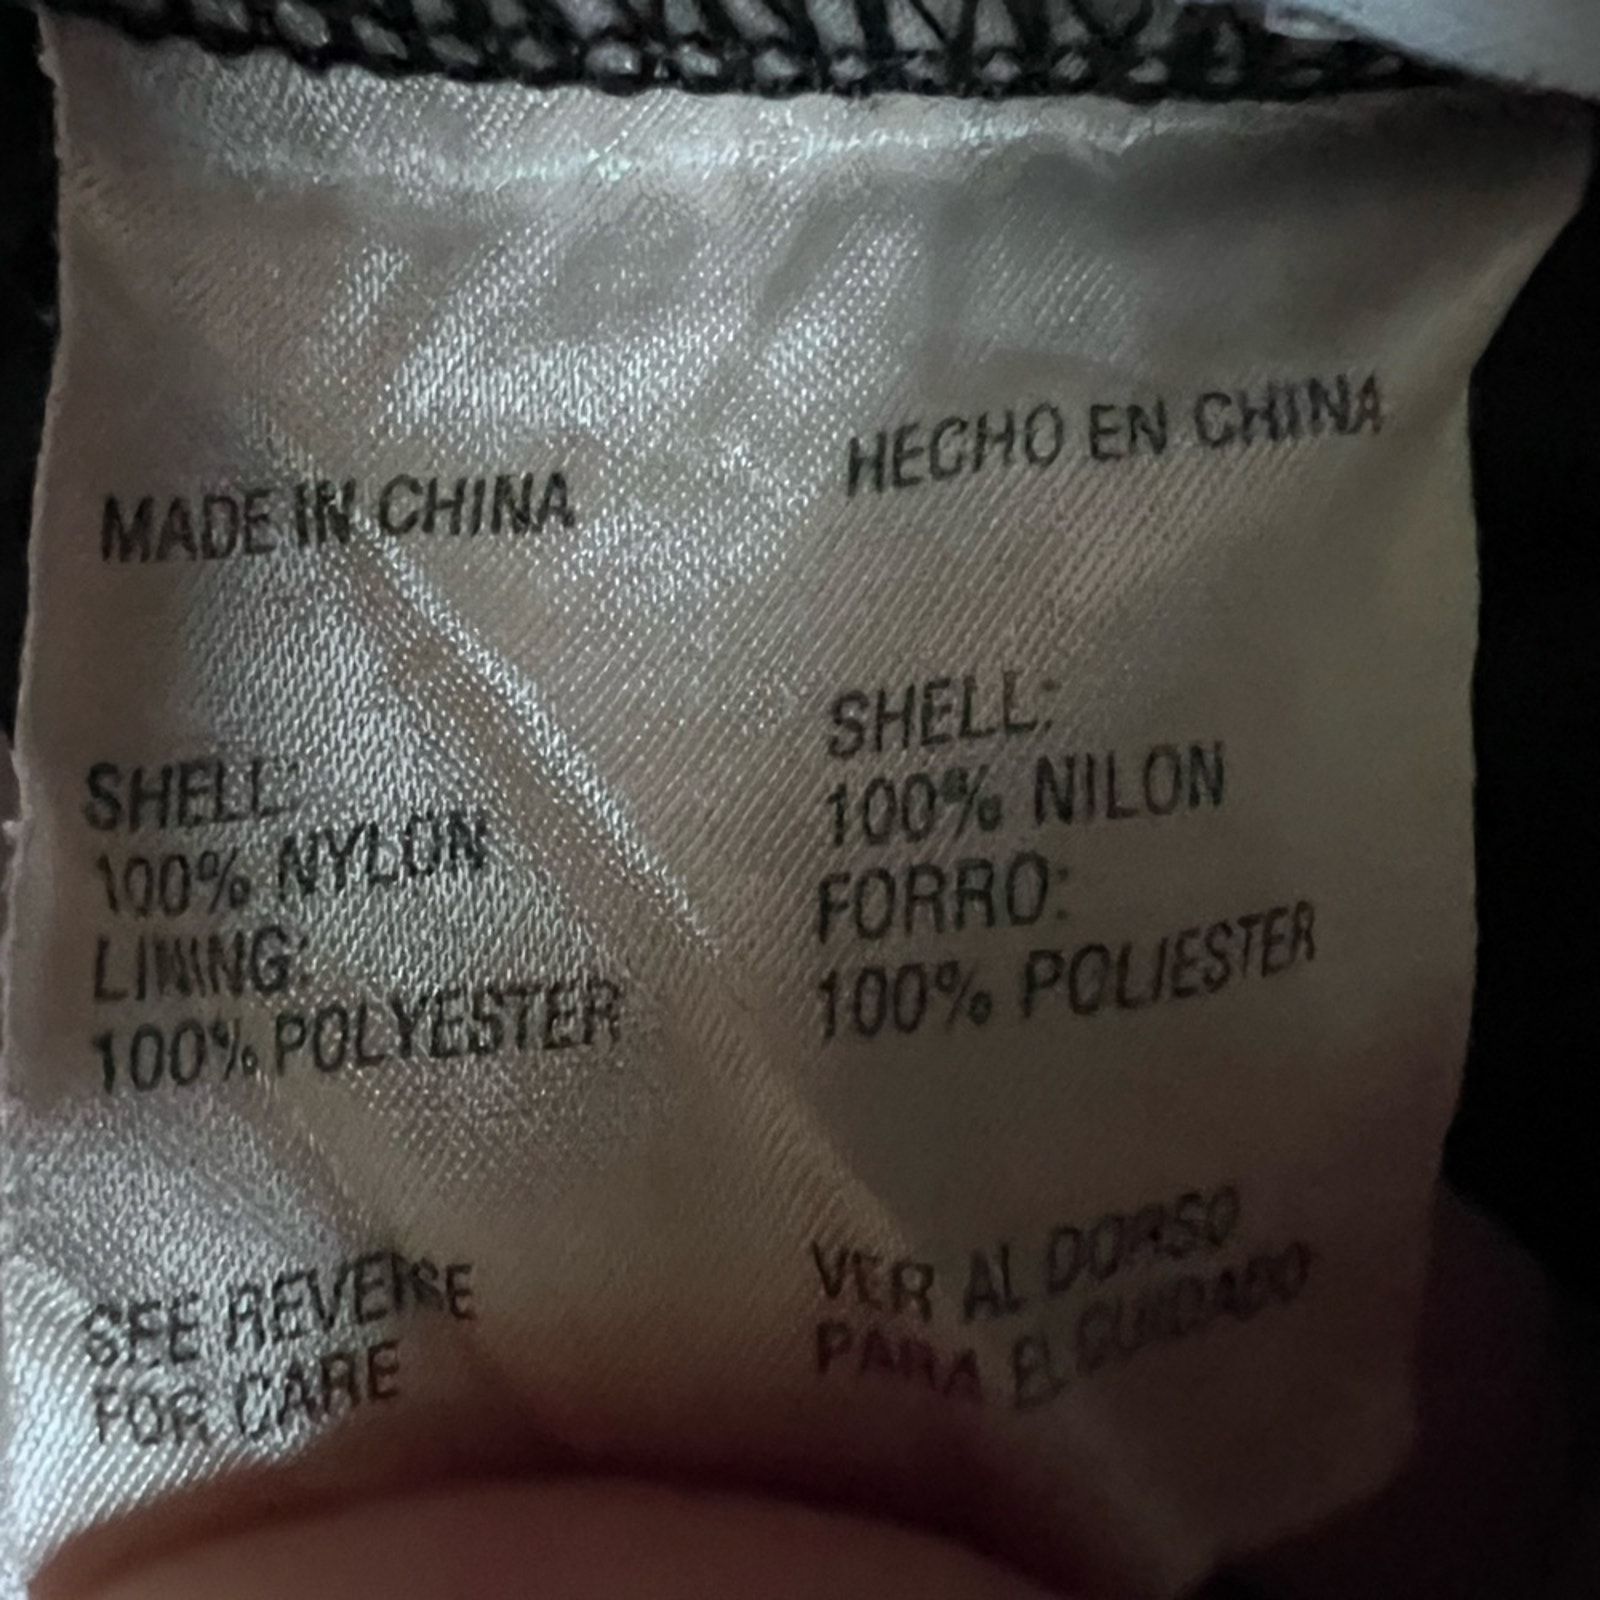 MADE IN CHINA
SHELL:
100% NYLON
LINING:
100% POLYESTER
SEE REVERSE
FOR CARE
HECHO EN CHINA
SHELL:
100% NILON
FORRO:
100% POLIESTER
VER AL DORSO
PARA EL CUIDADO